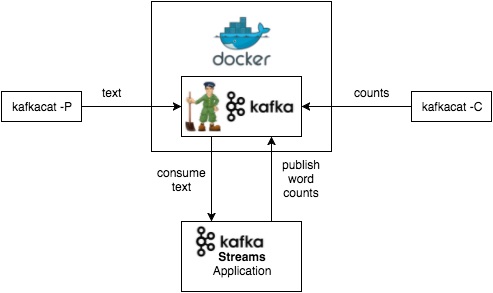 docker
kafkacat -P
text
kafka
counts
kafkacat -C
consume
text
publish
word
counts
kafka
Streams
Application